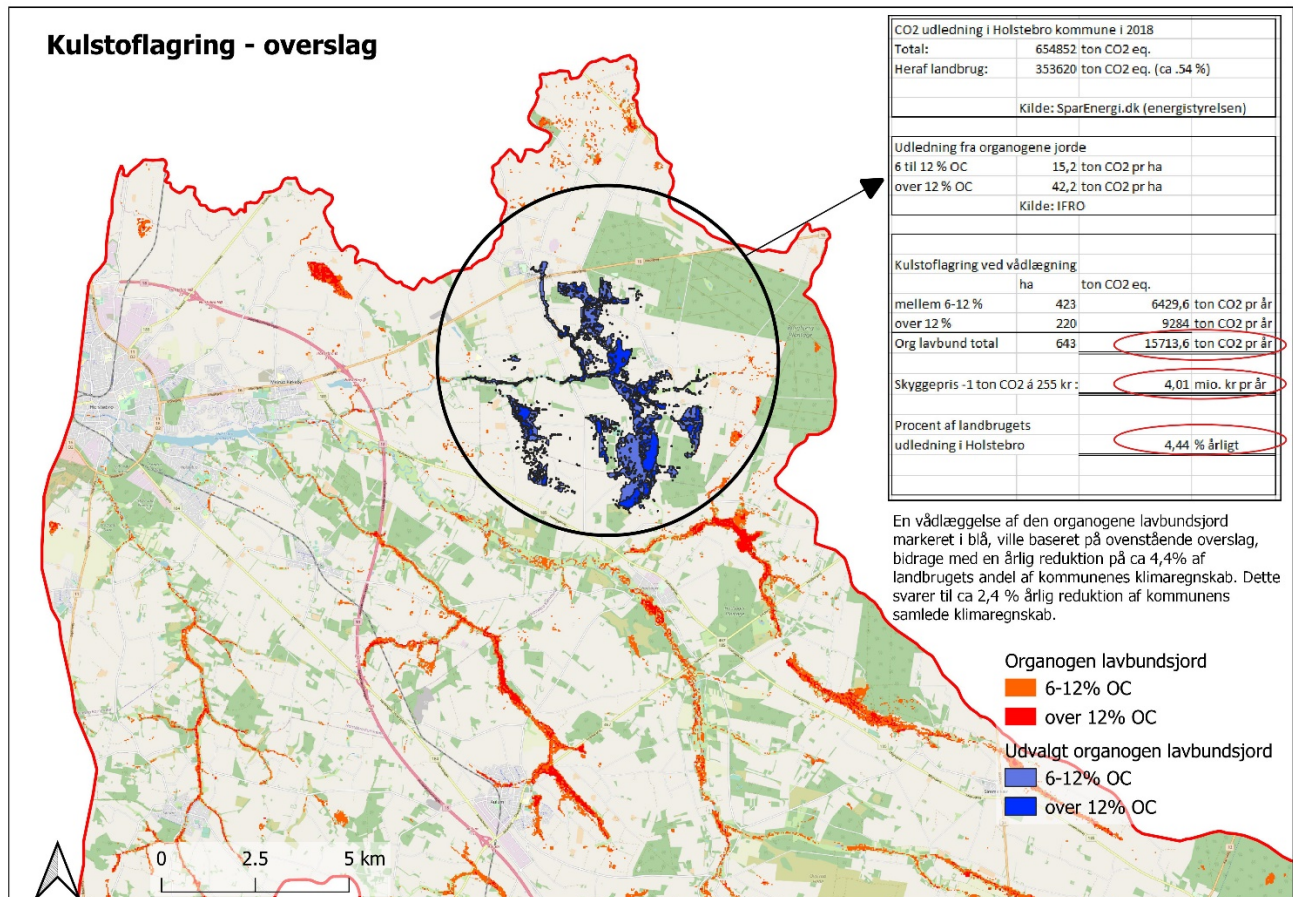 Kulstoflagring - overslag
CO2 udledning i Holstebro kommune i 2018
Total: 654852 ton CO2 eq.
Heraf landbrug: 353620 ton CO2 eq. (ca .54 %)
Kilde: SparEnergi.dk (energistyrelsen)
Udledning fra organogene jorde
6 til 12 % OC 15,2 ton CO2 pr ha
over 12 % OC 42,2 ton CO2 pr ha
Kilde: IFRO
Kulstoflagring ved vådlægning
ha ton CO2 eq.
mellem 6-12 % 423 6429,6 ton CO2 pr år
over 12 % 220 9284 ton CO2 pr år
Org lavbund total 643 15713,6 ton CO2 pr år
Skyggepris -1 ton CO2 á 255 kr : 4,01 mio. kr pr år
Procent af landbrugets
udledning i Holstebro 4,44 % årligt
En vådlæggelse af den organogene lavbundsjord
markeret i blå, ville baseret på ovenstående overslag,
bidrage med en årlig reduktion på ca 4,4% af
landbrugets andel af kommunenes klimaregnskab. Dette
svarer til ca 2,4 % årlig reduktion af kommunens
samlede klimaregnskab.
Organogen lavbundsjord
6-12% OC
over 12% OC
Udvalgt organogen lavbundsjord
6-12% OC
over 12% OC
0 2.5 5 km